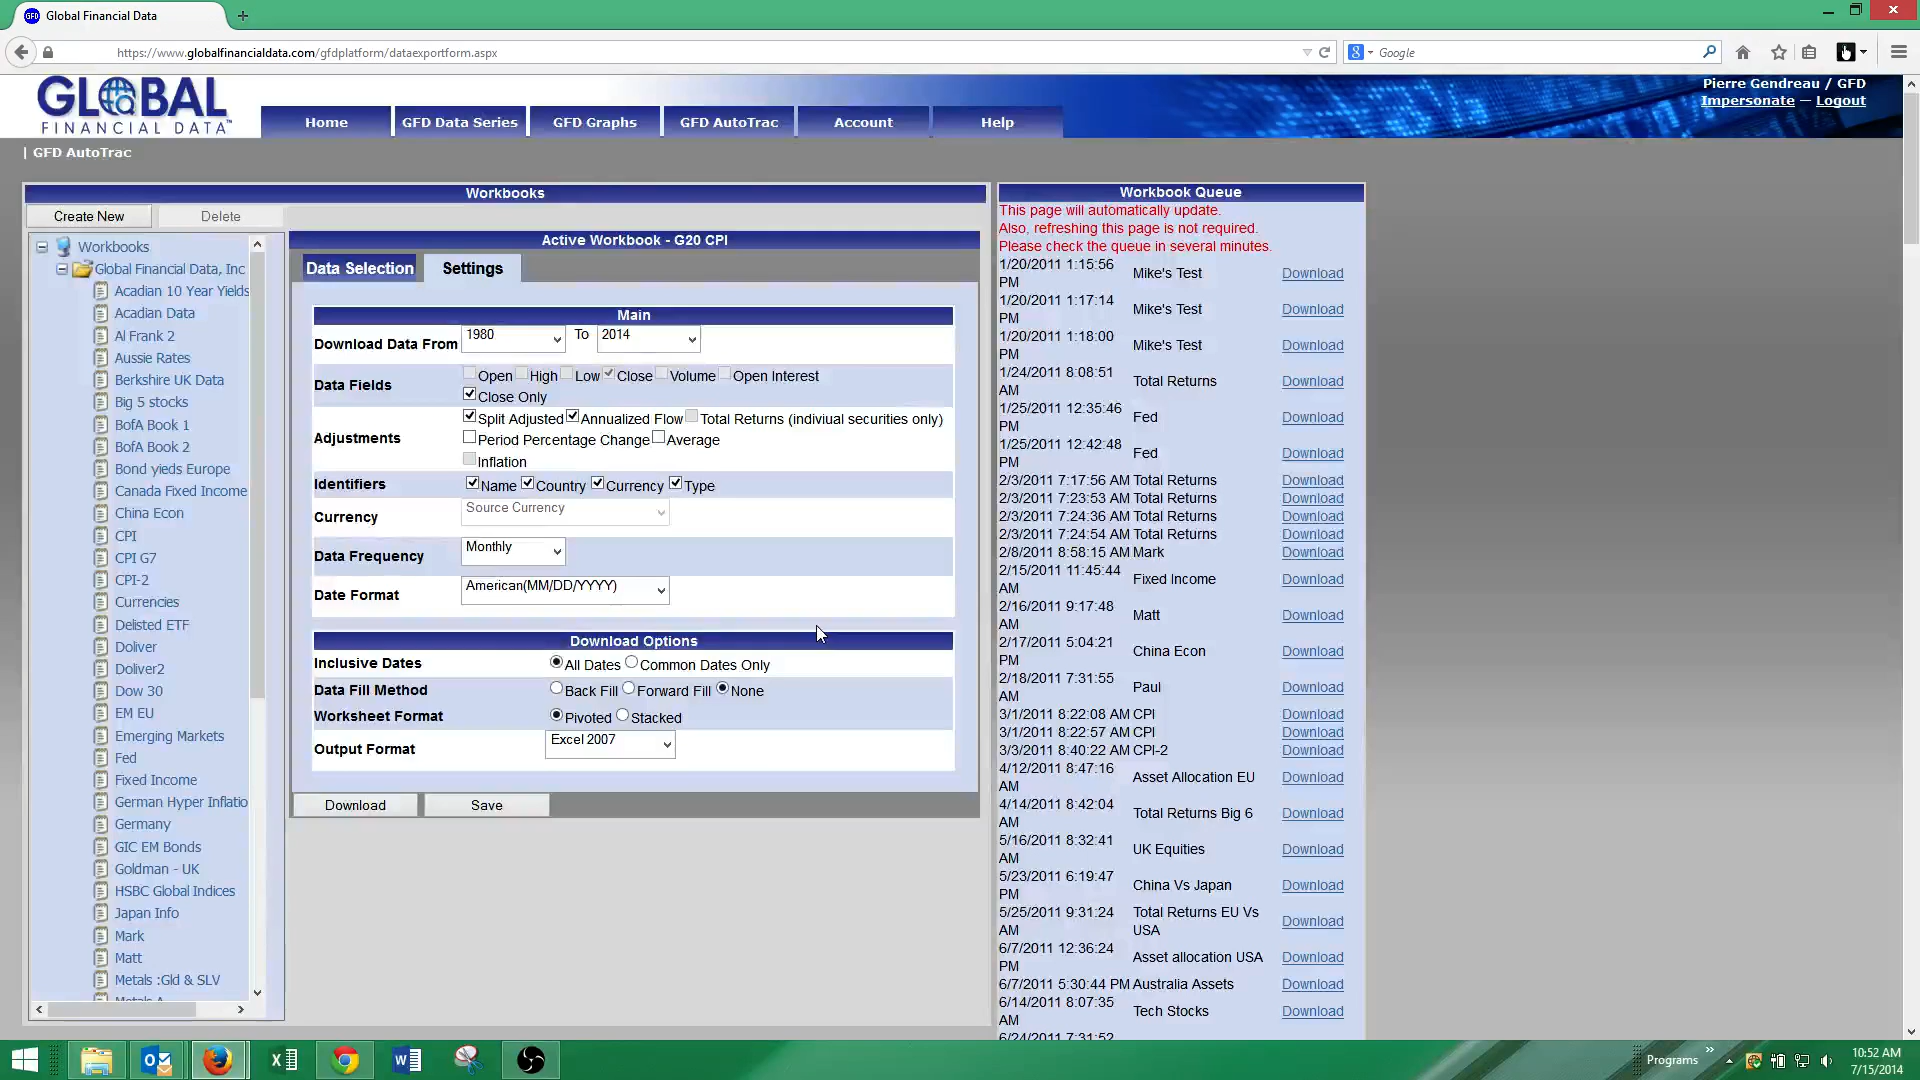 Global Financial Data
https://www.globalfinancialdata.com/gfdplatform/dataexportform.aspx
Google
GLOBAL
FINANCIAL DATA
Home
GFD Data Series
GFD Graphs
GFD AutoTrac
Account
Help
Pierre Gendreau / GFD
Impersonate — Logout
| GFD AutoTrac
Workbooks
Create New
Delete
Workbooks
Global Financial Data, Inc
Acadian 10 Year Yields
Acadian Data
Al Frank 2
Aussie Rates
Berkshire UK Data
Big 5 stocks
BofA Book 1
BofA Book 2
Bond yieds Europe
Canada Fixed Income
China Econ
CPI
CPI G7
CPI-2
Currencies
Delisted ETF
Doliver
Doliver2
Dow 30
EM EU
Emerging Markets
Fed
Fixed Income
German Hyper Inflatio
Germany
GIC EM Bonds
Goldman - UK
HSBC Global Indices
Japan Info
Mark
Matt
Metals :Gld & SLV
Active Workbook - G20 CPI
Data Selection
Settings
Main
Download Data From 1980 To 2014
Data Fields Open High Low Close Volume Open Interest
Close Only
Adjustments Split Adjusted Annualized Flow Total Returns (indiviual securities only)
Period Percentage Change Average
Inflation
Identifiers Name Country Currency Type
Currency Source Currency
Data Frequency Monthly
Date Format American(MM/DD/YYYY)
Download Options
Inclusive Dates All Dates Common Dates Only
Data Fill Method Back Fill Forward Fill None
Worksheet Format Pivoted Stacked
Output Format Excel 2007
Download
Save
Workbook Queue
This page will automatically update.
Also, refreshing this page is not required.
Please check the queue in several minutes.
1/20/2011 1:15:56 PM Mike's Test Download
1/20/2011 1:17:14 PM Mike's Test Download
1/20/2011 1:18:00 PM Mike's Test Download
1/24/2011 8:08:51 AM Total Returns Download
1/25/2011 12:35:46 PM Fed Download
1/25/2011 12:42:48 PM Fed Download
2/3/2011 7:17:56 AM Total Returns Download
2/3/2011 7:23:53 AM Total Returns Download
2/3/2011 7:24:36 AM Total Returns Download
2/3/2011 7:24:54 AM Total Returns Download
2/8/2011 8:58:15 AM Mark Download
2/15/2011 11:45:44 AM Fixed Income Download
2/16/2011 9:17:48 AM Matt Download
2/17/2011 5:04:21 PM China Econ Download
2/18/2011 7:31:55 AM Paul Download
3/1/2011 8:22:08 AM CPI Download
3/1/2011 8:22:57 AM CPI Download
3/3/2011 8:40:22 AM CPI-2 Download
4/12/2011 8:47:16 AM Asset Allocation EU Download
4/14/2011 8:42:04 AM Total Returns Big 6 Download
5/16/2011 8:32:41 AM UK Equities Download
5/23/2011 6:19:47 PM China Vs Japan Download
5/25/2011 9:31:24 AM Total Returns EU Vs USA Download
6/7/2011 12:36:24 PM Asset allocation USA Download
6/7/2011 5:30:44 PM Australia Assets Download
6/14/2011 8:07:35 AM Tech Stocks Download
Programs
10:52 AM
7/15/2014